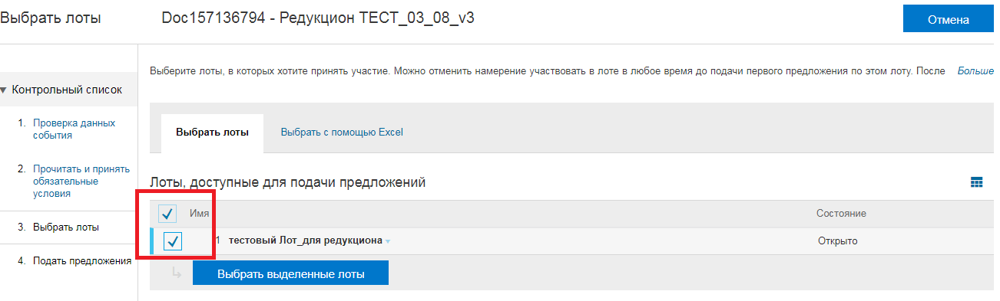 Выбрать лоты
Doc157136794 - Редукцион ТЕСТ_03_08_v3
Отмена
Выберите лоты, в которых хотите принять участие. Можно отменить намерение участвовать в лоте в любое время до подачи первого предложения по этом лоту. После
Больше
Контрольный список
1. Проверка данных
события
2. Прочитать и принять
обязательные
условия
3. Выбрать лоты
4. Подать предложения
Выбрать лоты
Выбрать с помощью Excel
Лоты, доступные для подачи предложений
Имя
Состояние
1 тестовый Лот_для редукциона
Открыто
Выбрать выделенные лоты